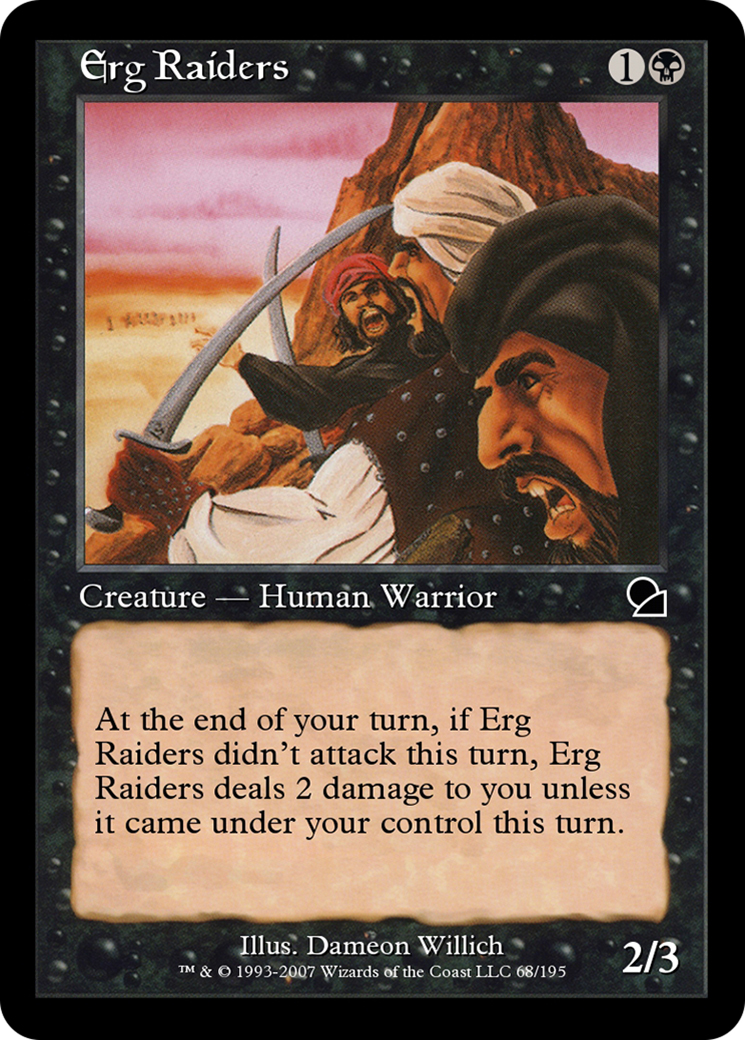 Erg Raiders
1
Creature — Human Warrior
At the end of your turn, if Erg
Raiders didn't attack this turn, Erg
Raiders deals 2 damage to you unless
it came under your control this turn.
Illus. Dameon Willich
™ & © 1993-2007 Wizards of the Coast LLC 68/195
2/3